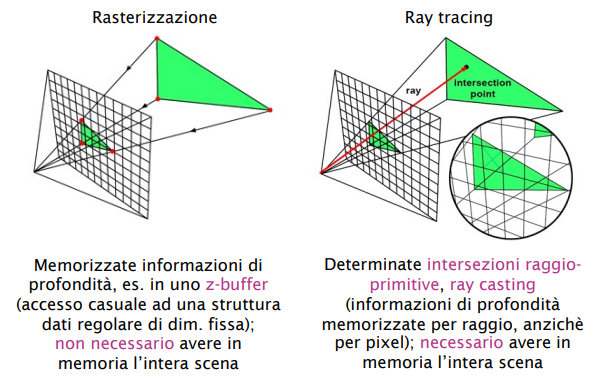 Rasterizzazione
Memorizzate informazioni di
profondità, es. in uno z-buffer
(accesso casuale ad una struttura
dati regolare di dim. fissa);
non necessario avere in
memoria l'intera scena
Ray tracing
ray
intersection
point
Determinate intersezioni raggio-
primitive, ray casting
(informazioni di profondità
memorizzate per raggio, anzichè
per pixel); necessario avere in
memoria l'intera scena